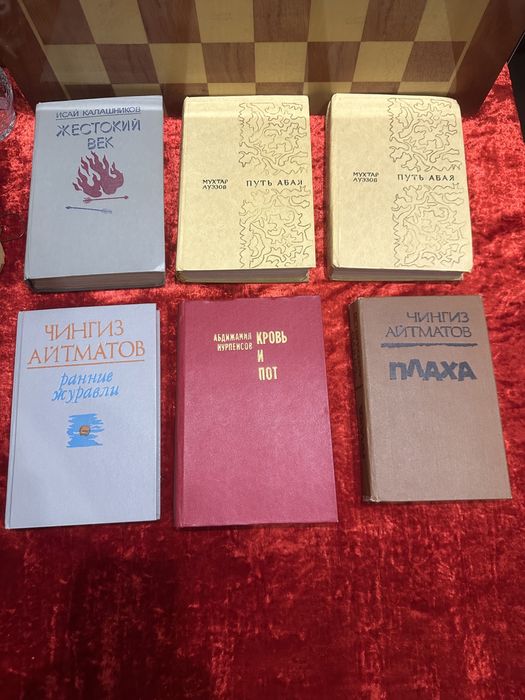 ИСАЙ КАЛАШНИКОВ
ЖЕСТОКИЙ
ВЕК
МУХТАР
АУЭЗОВ
ПУТЬ АБАЯ
МУХТАР
АУЭЗОВ
ПУТЬ АБАЯ
ЧИНГИЗ
АЙТМАТОВ
ранние
журавли
АБДИЖАМИЛ
НУРПЕИСОВ
КРОВЬ
И
ПОТ
ЧИНГИЗ
АЙТМАТОВ
ПЛАХА